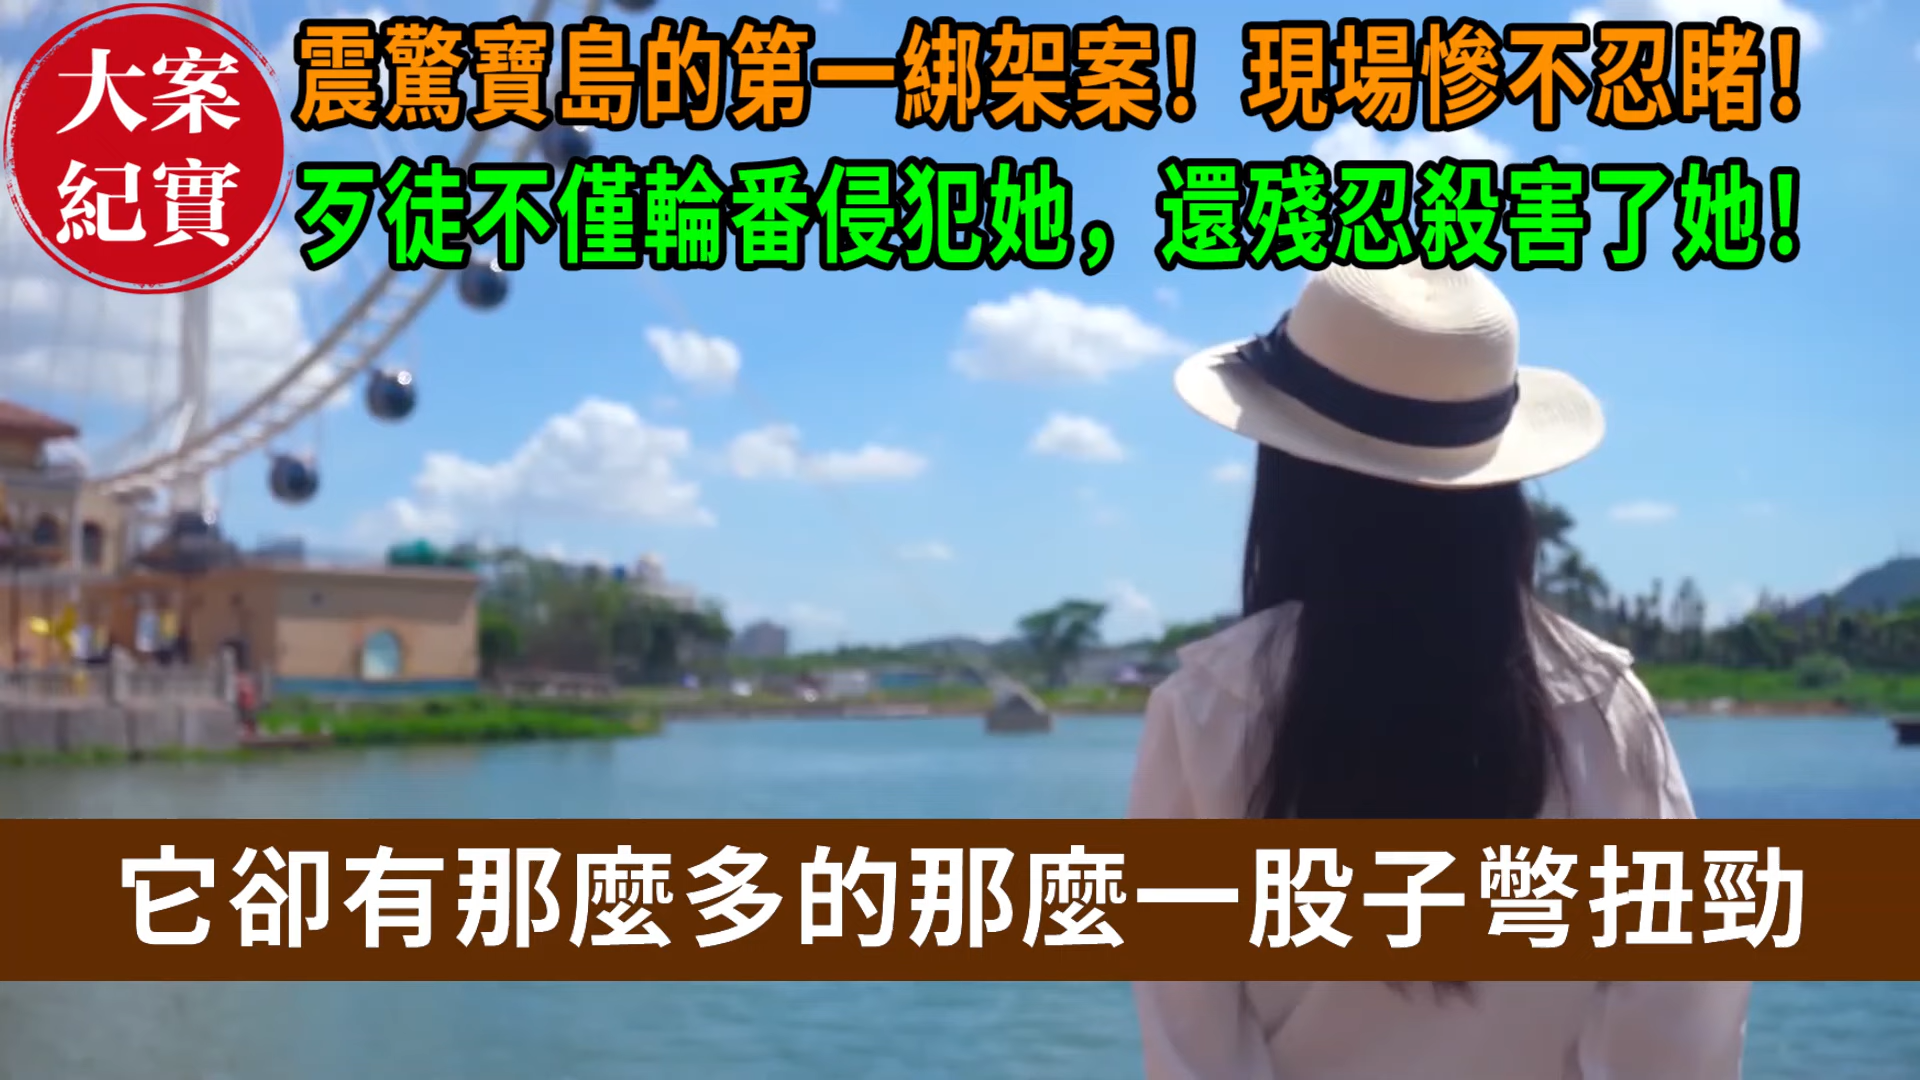 大案
紀實
震驚寶島的第一綁架案！現場慘不忍睹！
歹徒不僅輪番侵犯她，還殘忍殺害了她！
它卻有那麼多的那麼一股子彆扭勁